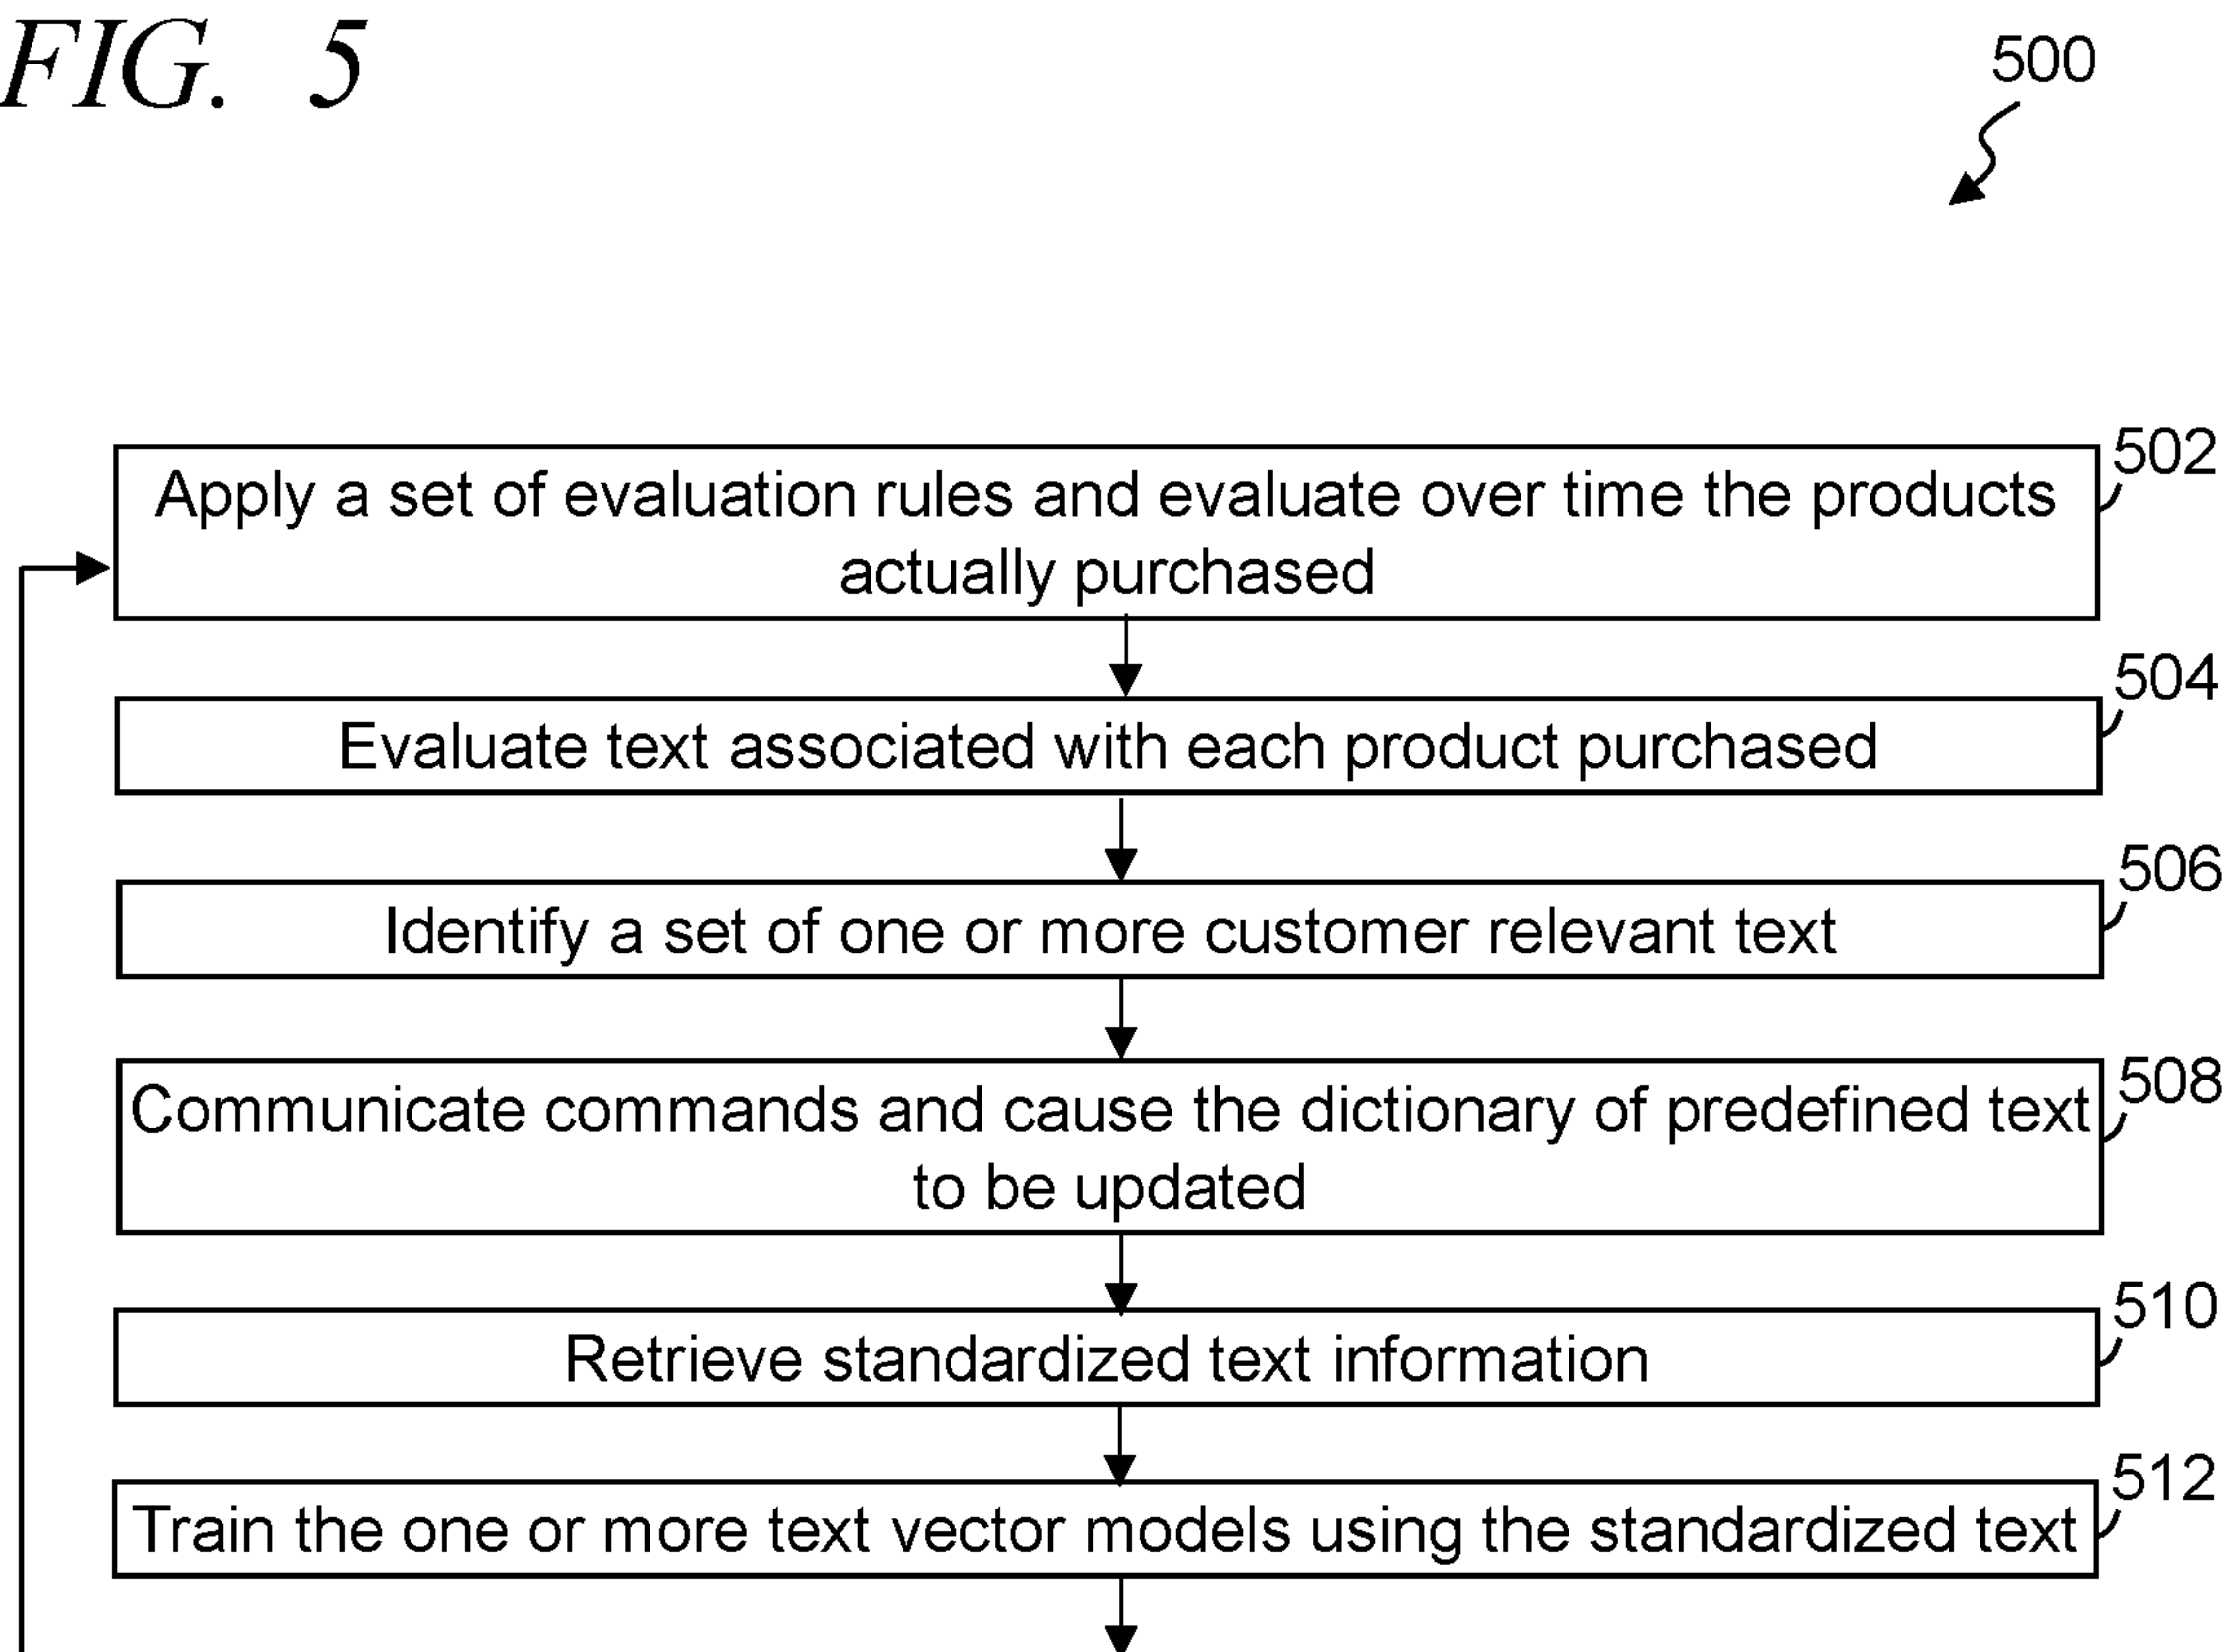 FIG. 5
500
502
Apply a set of evaluation rules and evaluate over time the products
actually purchased
504
Evaluate text associated with each product purchased
506
Identify a set of one or more customer relevant text
508
Communicate commands and cause the dictionary of predefined text
to be updated
510
Retrieve standardized text information
512
Train the one or more text vector models using the standardized text